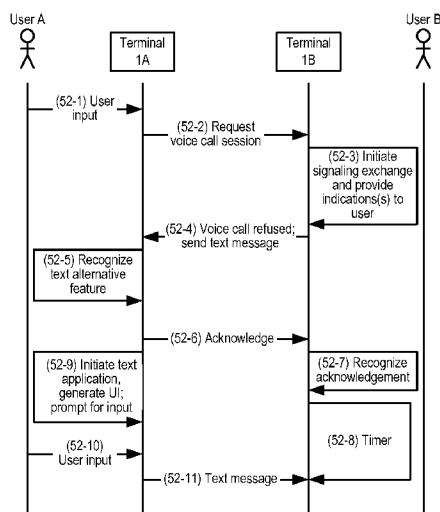 User A
User B
Terminal
1A
Terminal
1B
(52-1) User
input
(52-2) Request
voice call session
(52-3) Initiate
signaling exchange
and provide
indications(s) to
user
(52-4) Voice call refused;
send text message
(52-5) Recognize
text alternative
feature
(52-6) Acknowledge
(52-9) Initiate text
application,
generate UI;
prompt for input
(52-7) Recognize
acknowledgement
(52-8) Timer
(52-10)
User input
(52-11) Text message